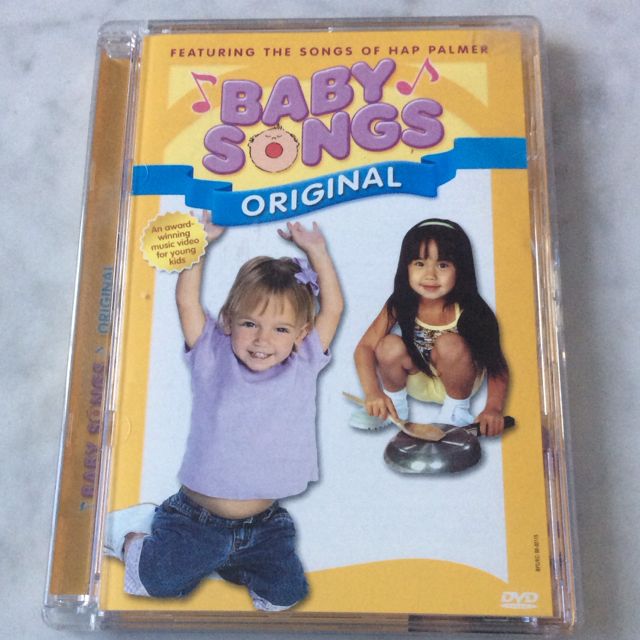 FEATURING THE SONGS OF HAP PALMER
BABY
SONGS
ORIGINAL
An award-
winning
music video
for young
kids
BABY SONGS
ORIGINAL
DVD